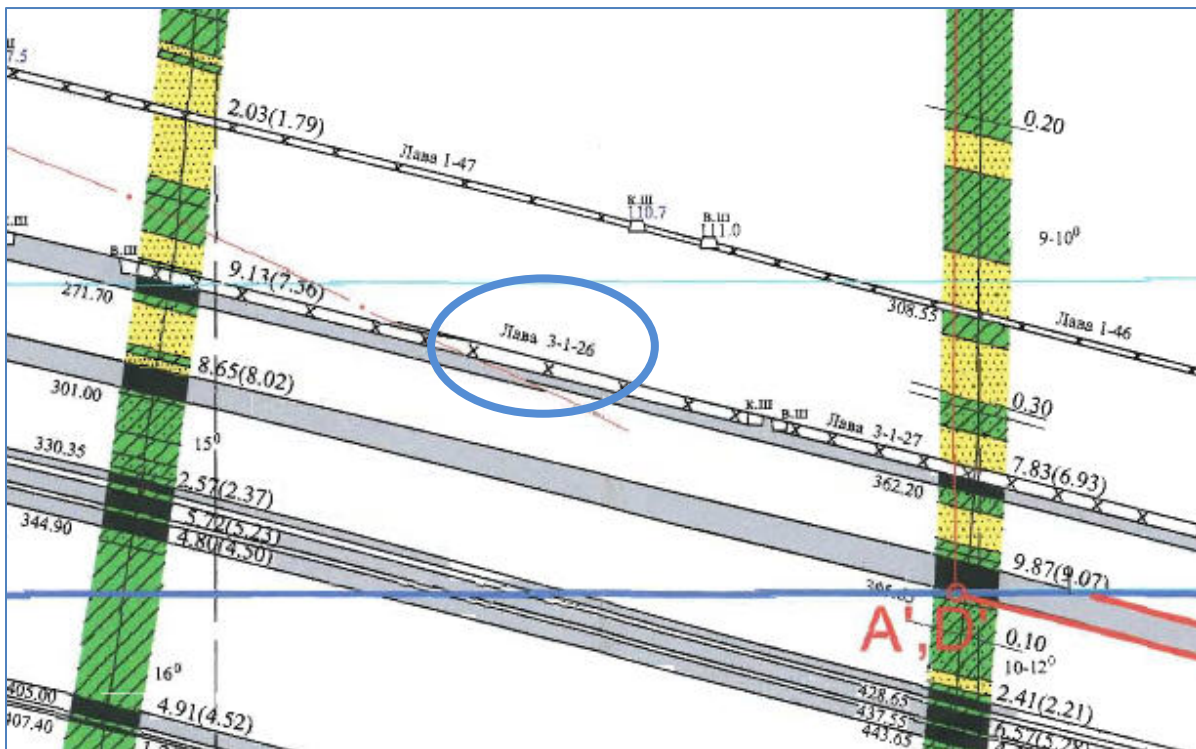 7.5
2.03(1.79)
Лава 1-47
0.20
к.ш
110.7
в.ш
111.0
9-10⁰
к.ш
в.ш
9.13(7.36)
271.70
308.55
Лава 1-46
Лава 3-1-26
8.65(8.02)
301.00
0.30
к.ш
в.ш
Лава 3-1-27
15⁰
7.83(6.93)
362.20
330.35
2.57(2.37)
5.72(5.23)
344.90
4.80(4.50)
9.87(9.07)
A',D'
0.10
10-12⁰
16⁰
428.65
2.41(2.21)
405.00
4.91(4.52)
437.55
407.40
443.65